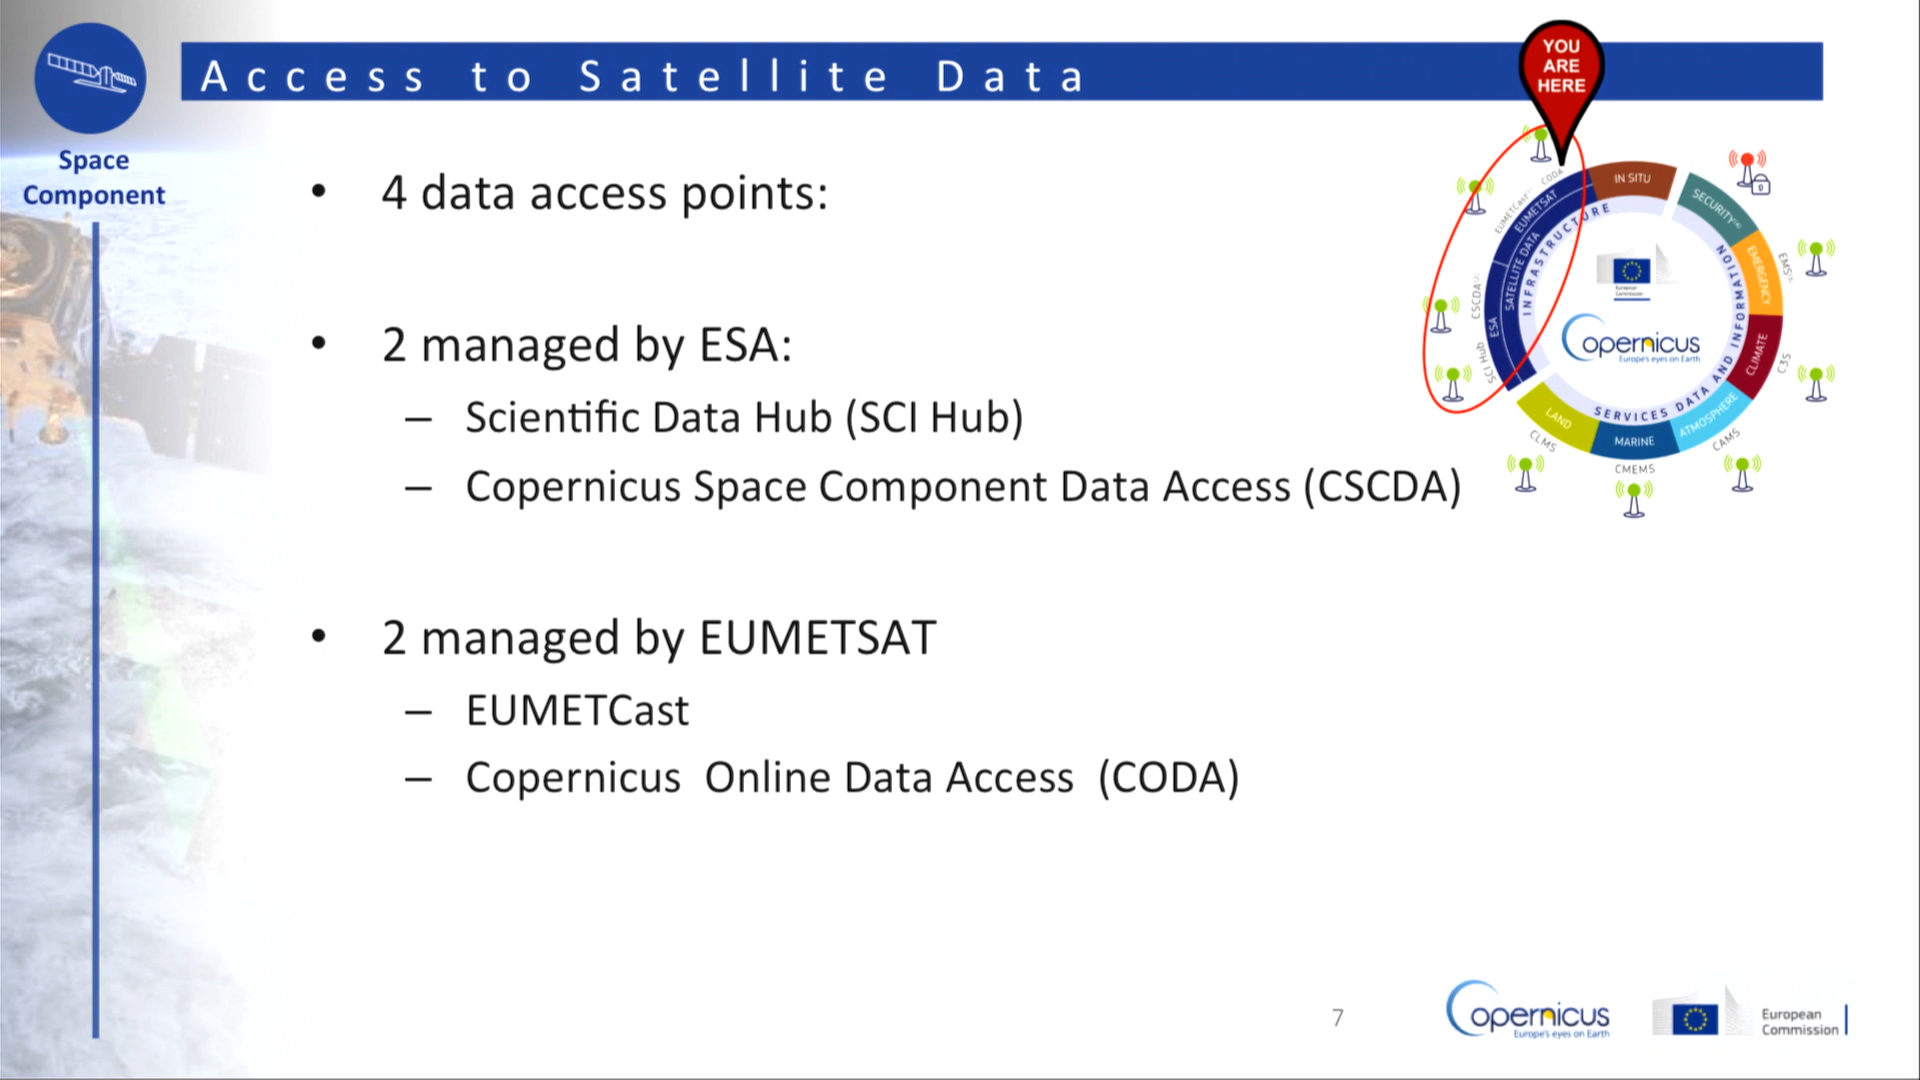 Access to Satellite Data
YOU
ARE
HERE
Space
Component
• 4 data access points:
• 2 managed by ESA:
– Scientific Data Hub (SCI Hub)
– Copernicus Space Component Data Access (CSCDA)
• 2 managed by EUMETSAT
– EUMETCast
– Copernicus Online Data Access (CODA)
IN SITU
SECURITY
EMERGENCY
EMS
CLIMATE
C3S
ATMOSPHERE
CAMS
MARINE
CMEMS
LAND
CLMS
SCI Hub
ESA
CSCDA
SATELLITE DATA
EUMETSAT
EUMETCast
CODA
INFRASTRUCTURE
SERVICES DATA AND INFORMATION
European
Commission
Copernicus
Europe's eyes on Earth
7
Copernicus
Europe's eyes on Earth
European
Commission